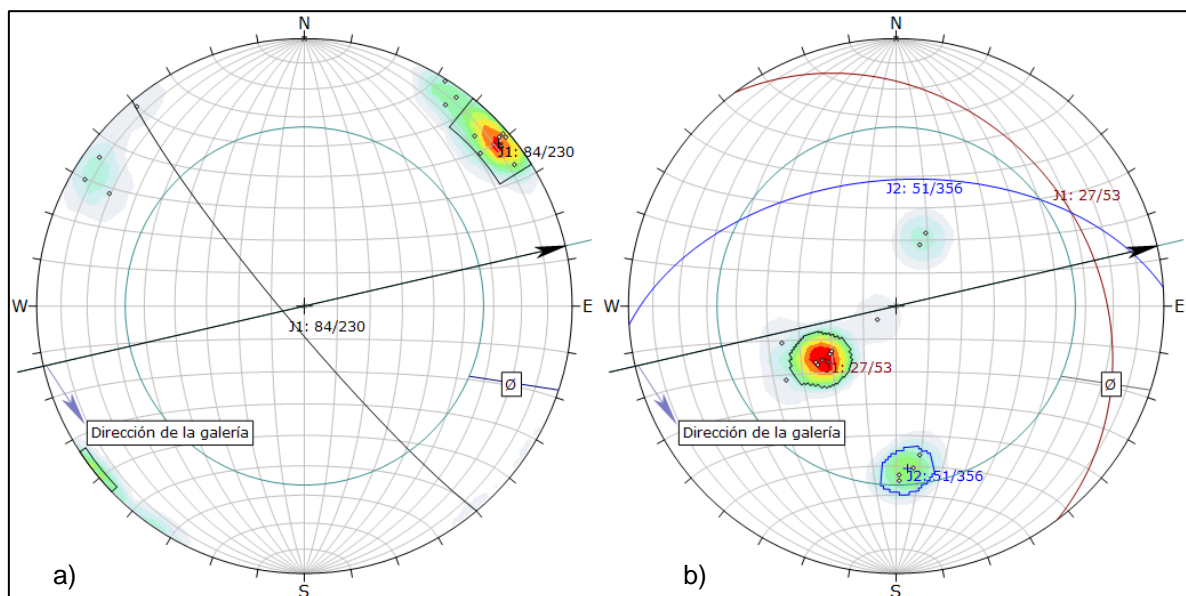 N
J1: 84/230
W
J1: 84/230
E
Ø
Dirección de la galería
S
a)
N
J2: 51/356
J1: 27/53
W
E
J1: 27/53
Ø
Dirección de la galería
J2: 51/356
S
b)